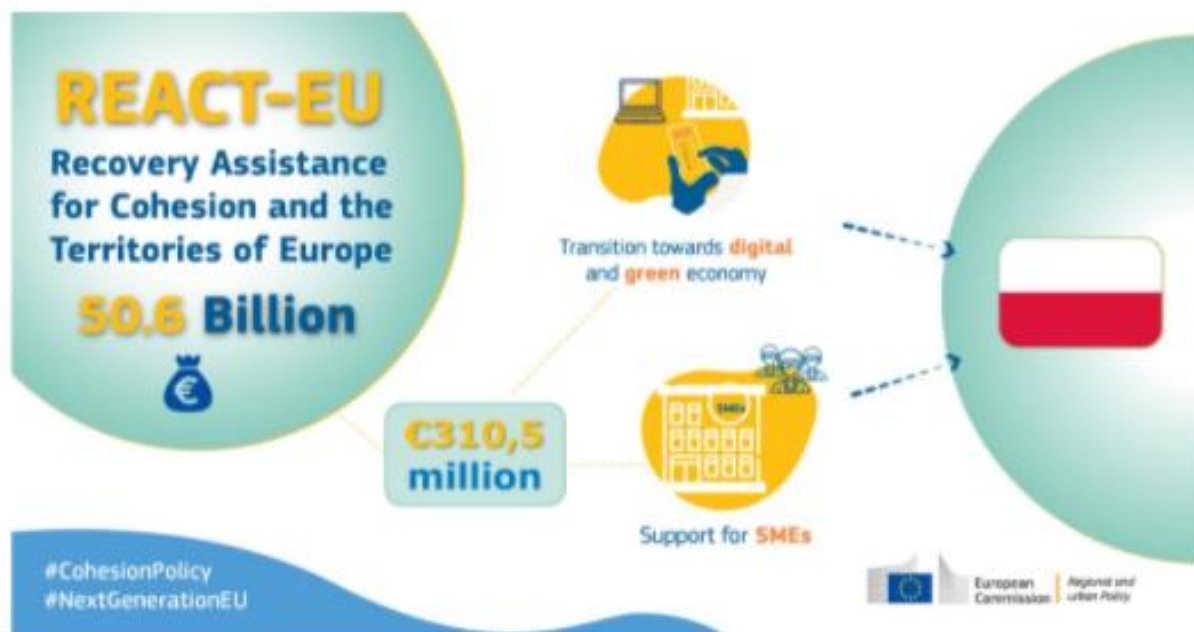 REACT-EU
Recovery Assistance
for Cohesion and the
Territories of Europe
50.6 Billion
€
€310,5
million
Transition towards digital
and green economy
SMEs
Support for SMEs
#CohesionPolicy
#NextGenerationEU
European
Commission
Regional and
urban Policy